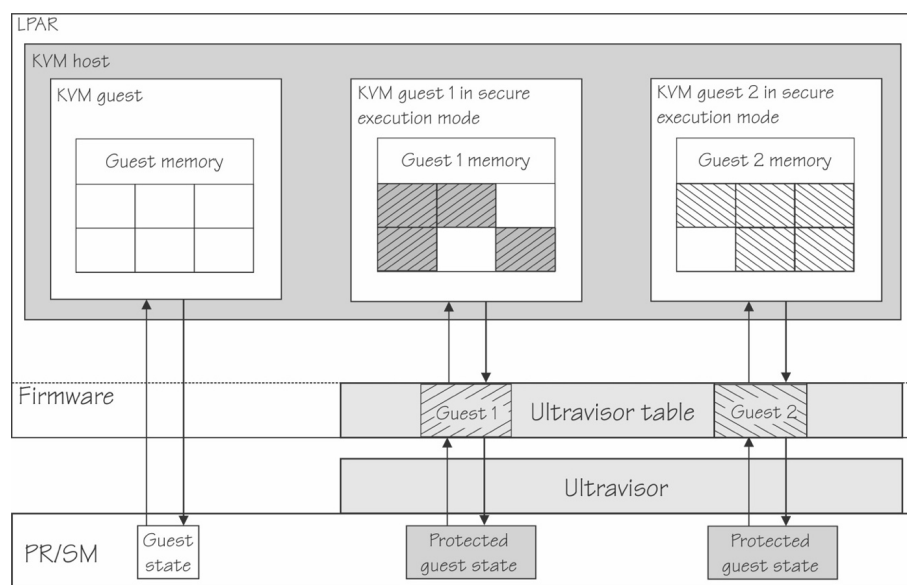 LPAR
KVM host
KVM guest
KVM guest 1 in secure
execution mode
KVM guest 2 in secure
execution mode
Guest memory
Guest 1 memory
Guest 2 memory
Firmware
Guest 1
Ultravisor table
Guest 2
Ultravisor
PR/SM
Guest
state
Protected
guest state
Protected
guest state